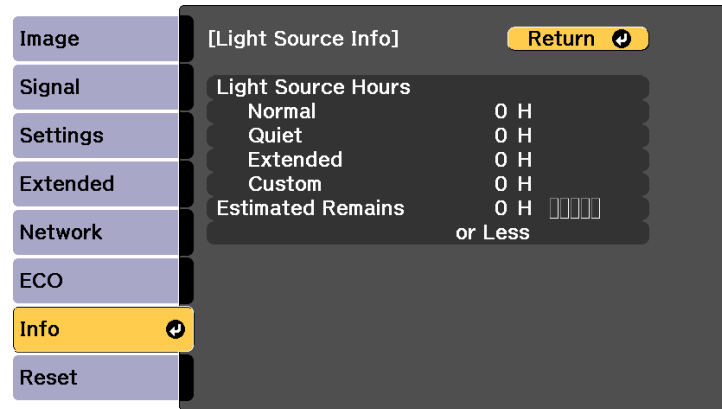 Image
Signal
Settings
Extended
Network
ECO
Info
Reset
[Light Source Info]
Return
Light Source Hours
Normal 0 H
Quiet 0 H
Extended 0 H
Custom 0 H
Estimated Remains 0 H
or Less